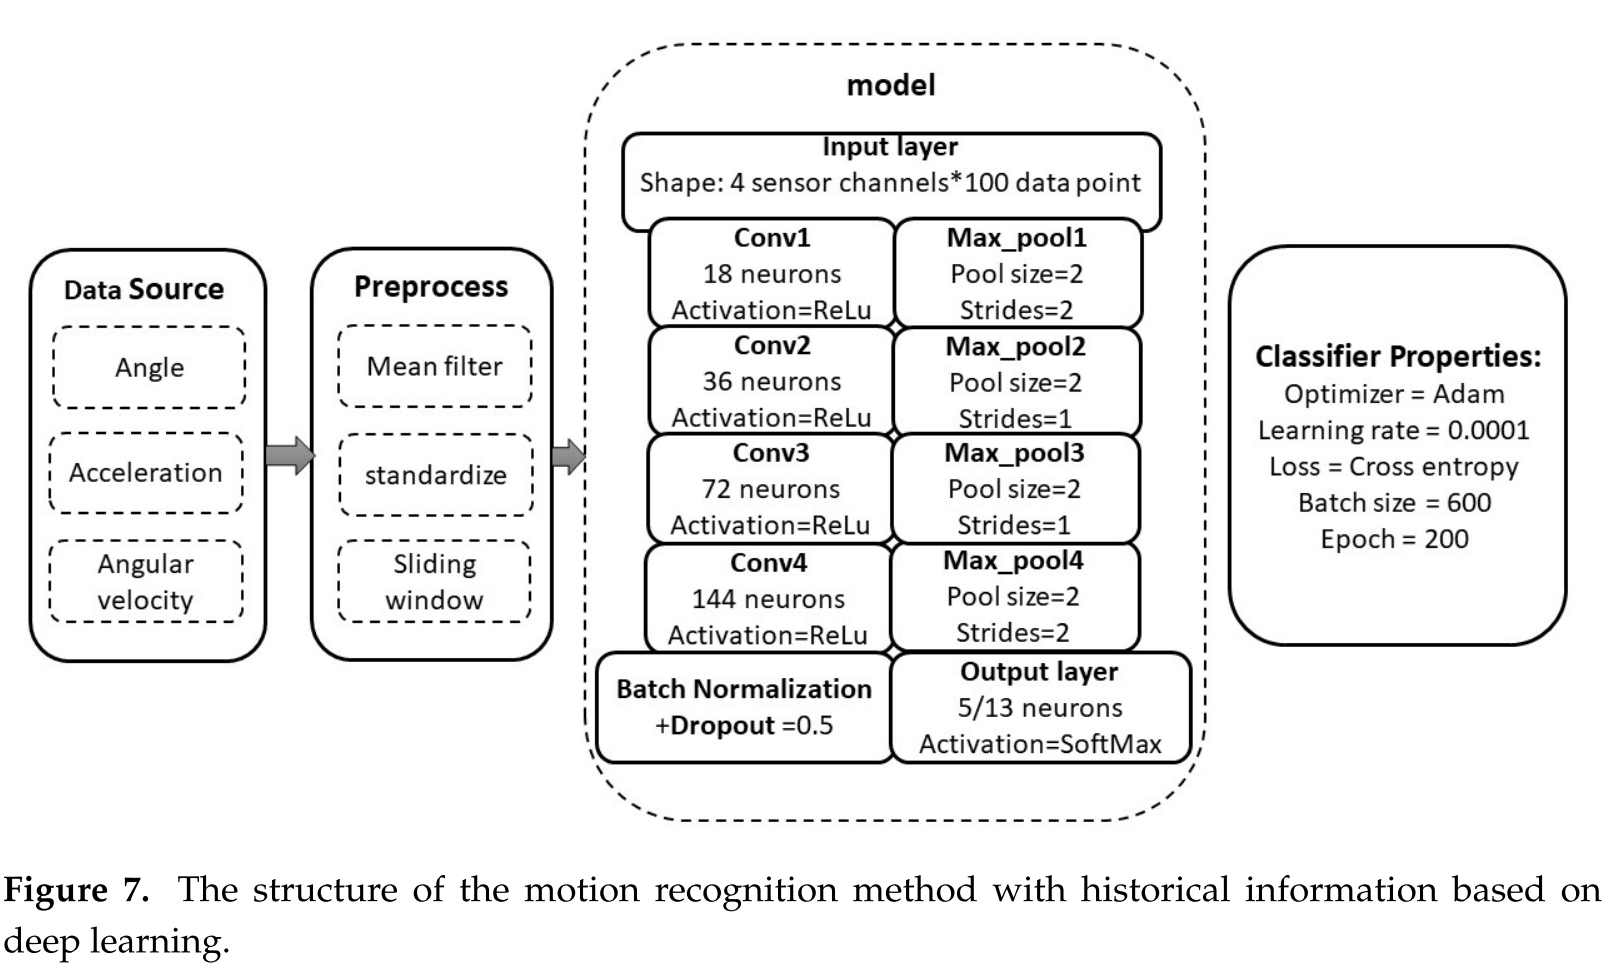 Data Source
Angle
Acceleration
Angular
velocity
Preprocess
Mean filter
standardize
Sliding
window
model
Input layer
Shape: 4 sensor channels*100 data point
Conv1
18 neurons
Activation=ReLu
Max_pool1
Pool size=2
Strides=2
Conv2
36 neurons
Activation=ReLu
Max_pool2
Pool size=2
Strides=1
Conv3
72 neurons
Activation=ReLu
Max_pool3
Pool size=2
Strides=1
Conv4
144 neurons
Activation=ReLu
Max_pool4
Pool size=2
Strides=2
Batch Normalization
+Dropout =0.5
Output layer
5/13 neurons
Activation=SoftMax
Classifier Properties:
Optimizer = Adam
Learning rate = 0.0001
Loss = Cross entropy
Batch size = 600
Epoch = 200
Figure 7. The structure of the motion recognition method with historical information based on
deep learning.